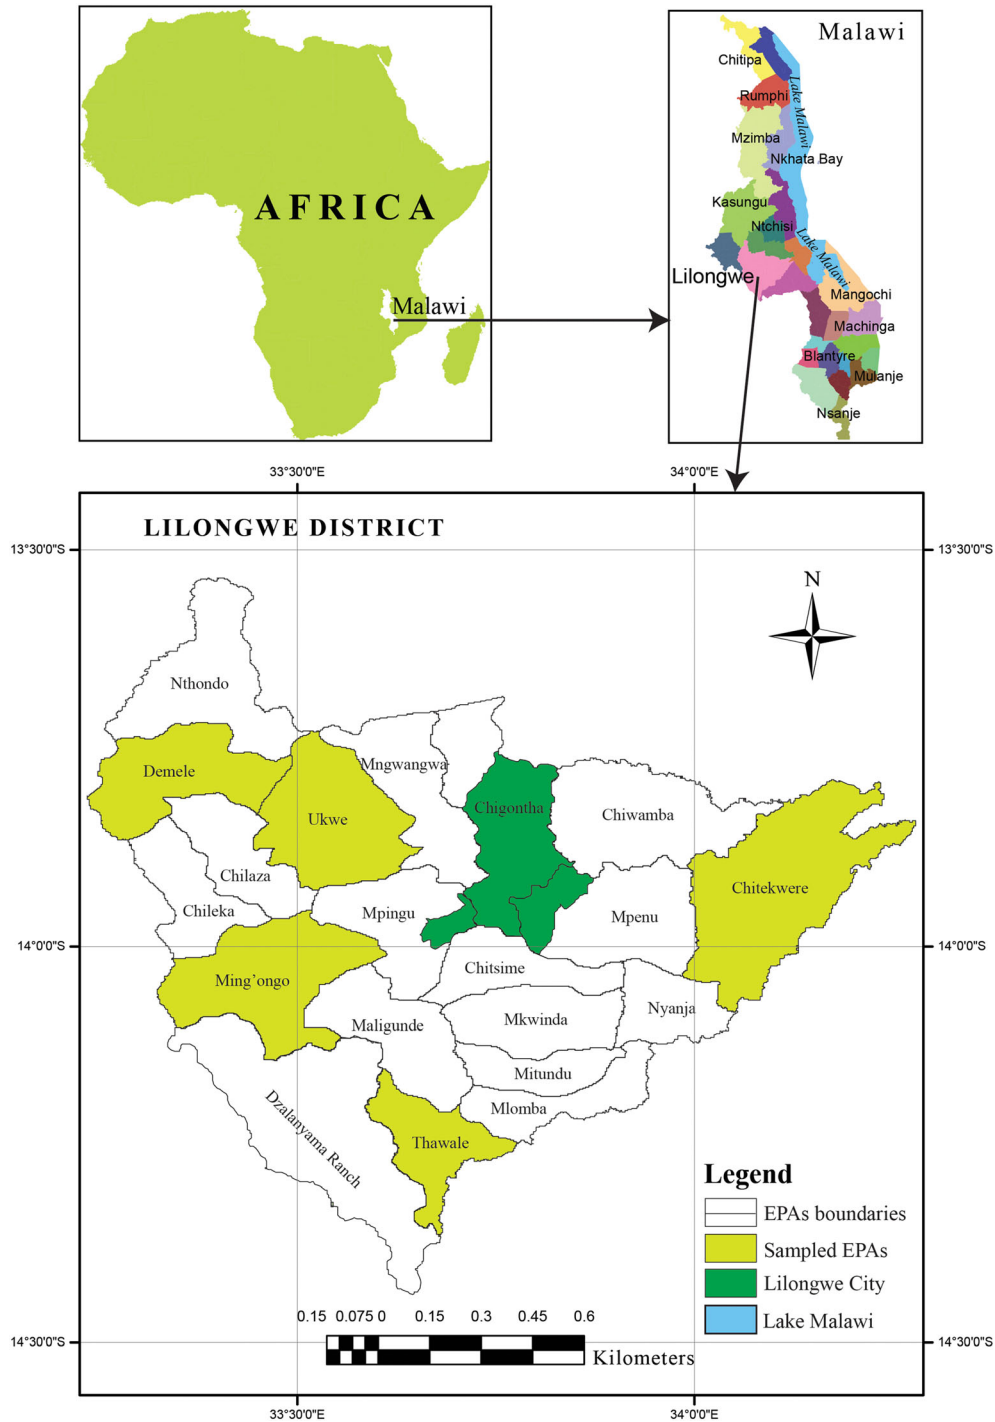 AFRICA
Malawi
Malawi
Chitipa
Rumphi
Lake Malawi
Mzimba
Nkhata Bay
Kasungu
Ntchisi
Lake Malawi
Lilongwe
Mangochi
Machinga
Blantyre
Mulanje
Nsanje
33°30'0"E
34°0'0"E
LILONGWE DISTRICT
13°30'0"S
13°30'0"S
N
Nthondo
Demele
Mngwangwa
Ukwe
Chigontha
Chiwamba
Chilaza
Chitekwere
Chileka
Mpingu
Mpenu
14°0'0"S
14°0'0"S
Chitsime
Ming'ongo
Nyanja
Maligunde
Mkwinda
Mitundu
Mlomba
Dzalanyama Ranch
Thawale
Legend
EPAs boundaries
Sampled EPAs
Lilongwe City
Lake Malawi
0.15 0.075 0 0.15 0.3 0.45 0.6
Kilometers
14°30'0"S
14°30'0"S
33°30'0"E
34°0'0"E